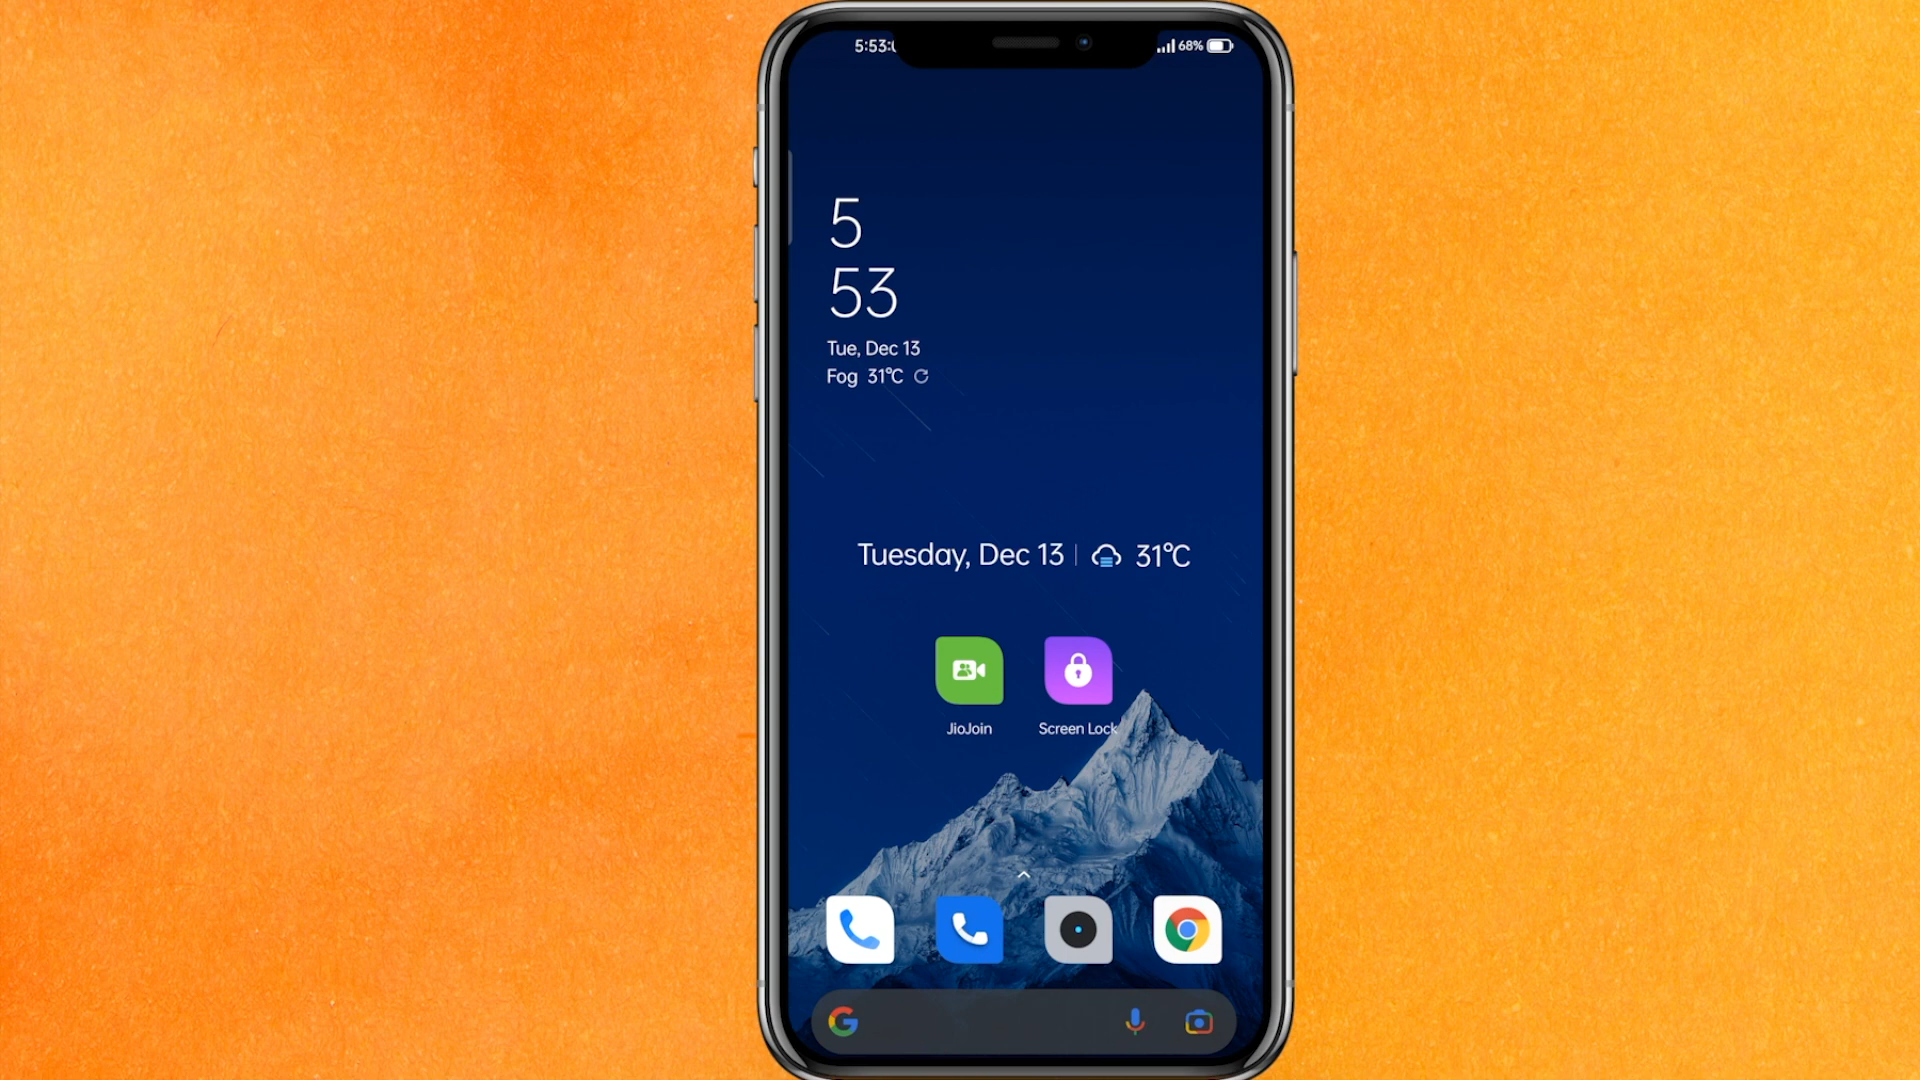 5:53:
68%
5
53
Tue, Dec 13
Fog 31℃
Tuesday, Dec 13 | 31℃
JioJoin
Screen Lock